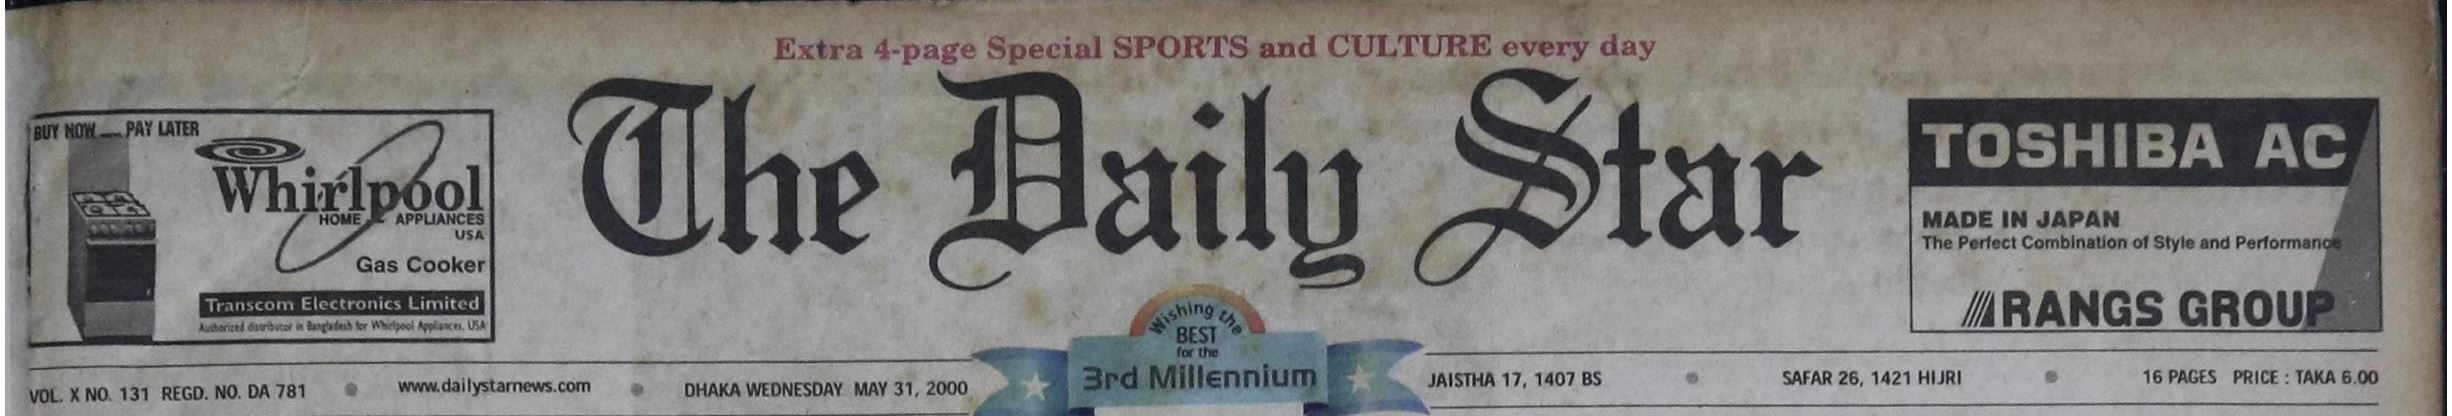 Extra 4-page Special SPORTS and CULTURE every day
BUY NOW ..... PAY LATER
Whirlpool
HOME APPLIANCES
USA
Gas Cooker
Transcom Electronics Limited
Authorized distributor in Bangladesh for Whirlpool Appliances, USA
The Daily Star
TOSHIBA AC
MADE IN JAPAN
The Perfect Combination of Style and Performance
RANGS GROUP
Wishing the
BEST
for the
3rd Millennium
VOL. X NO. 131 REGD. NO. DA 781 www.dailystarnews.com DHAKA WEDNESDAY MAY 31, 2000 JAISTHA 17, 1407 BS SAFAR 26, 1421 HIJRI 16 PAGES PRICE : TAKA 6.00